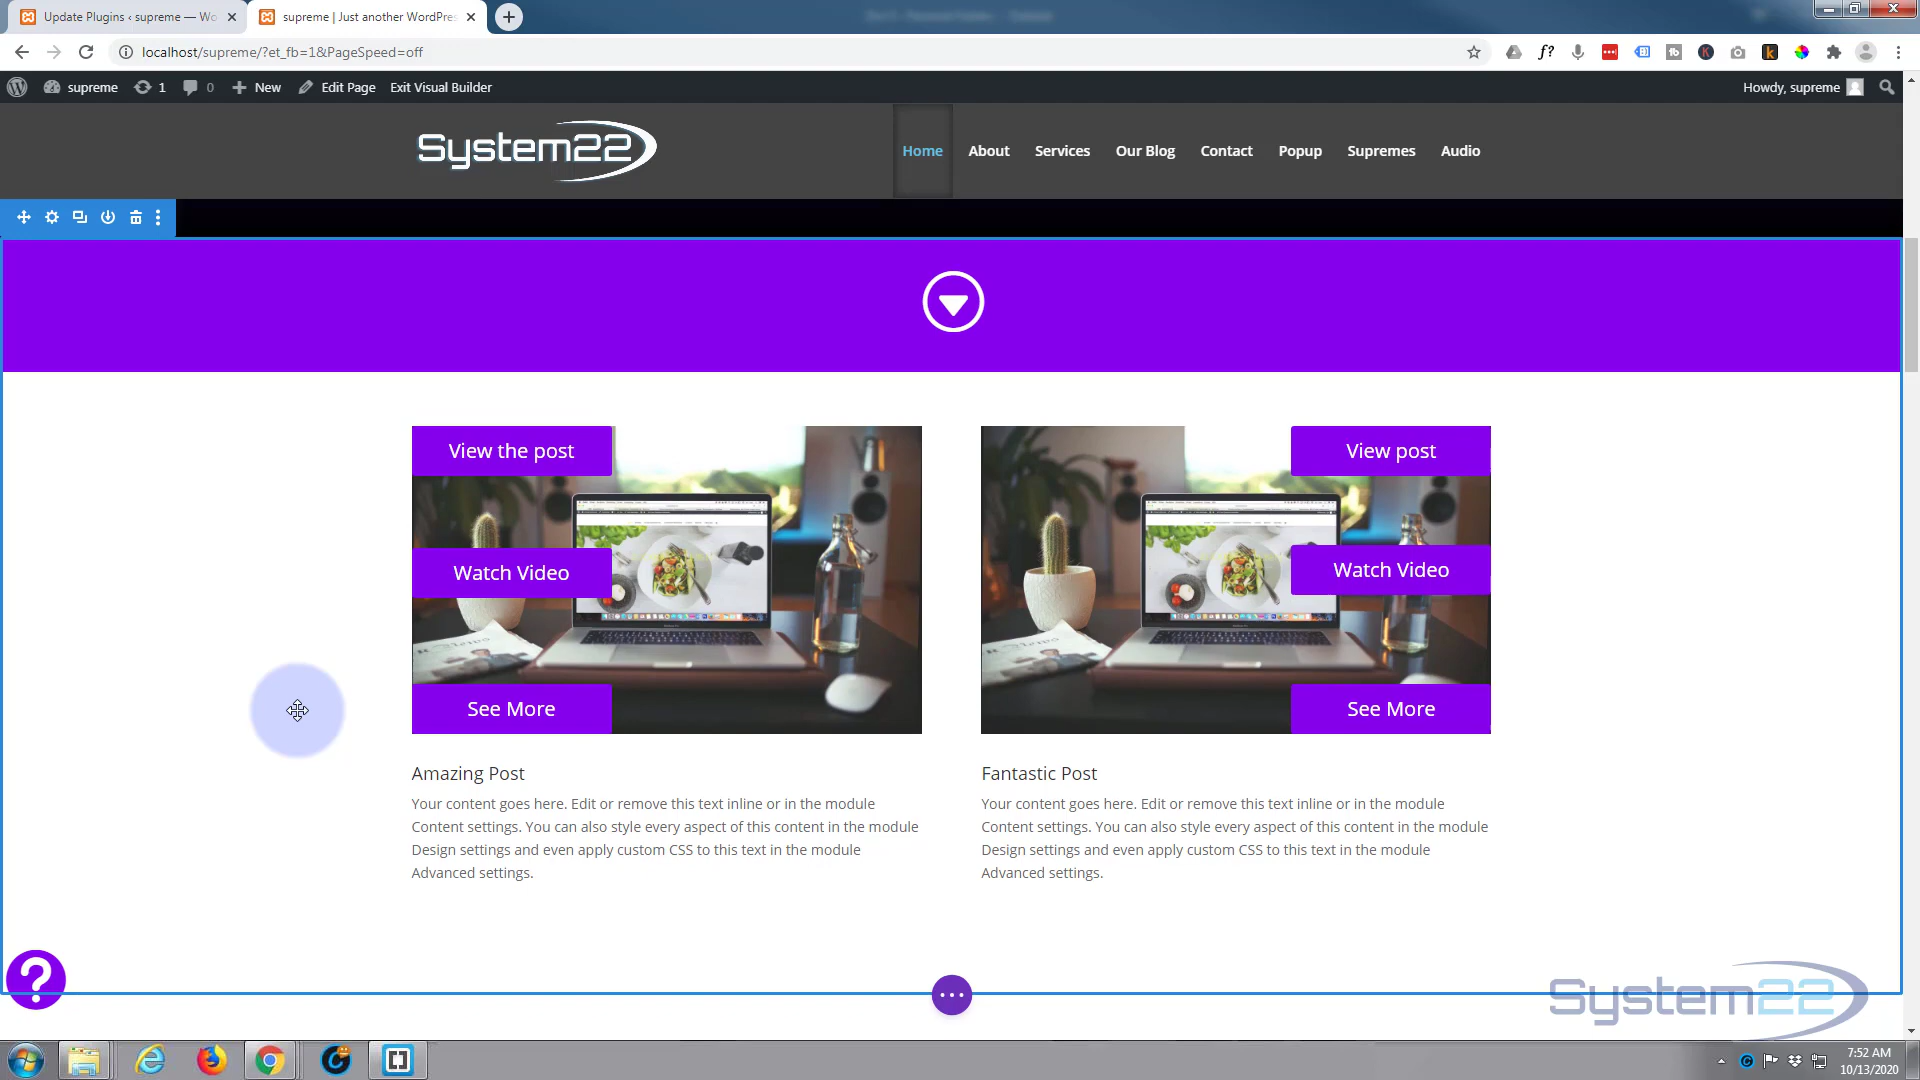 Update Plugins ‹ supreme — Wo
supreme | Just another WordPres
localhost/supreme/?et_fb=1&PageSpeed=off
supreme 1 0 New Edit Page Exit Visual Builder
Howdy, supreme
System22
Home About Services Our Blog Contact Popup Supremes Audio
View the post
Watch Video
See More
View post
Watch Video
See More
Amazing Post
Your content goes here. Edit or remove this text inline or in the module
Content settings. You can also style every aspect of this content in the module
Design settings and even apply custom CSS to this text in the module
Advanced settings.
Fantastic Post
Your content goes here. Edit or remove this text inline or in the module
Content settings. You can also style every aspect of this content in the module
Design settings and even apply custom CSS to this text in the module
Advanced settings.
?
System22
7:52 AM
10/13/2020